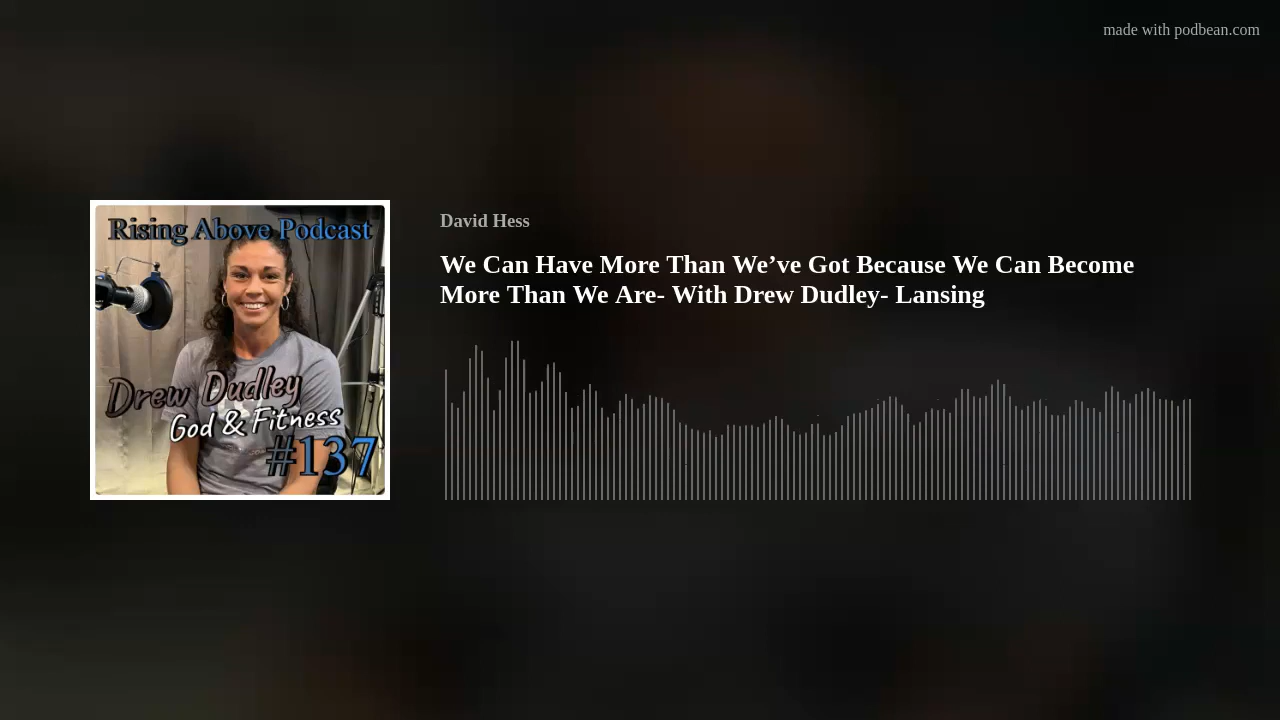 made with podbean.com
Rising Above Podcast
Drew Dudley
God & Fitness
#137
David Hess
We Can Have More Than We’ve Got Because We Can Become
More Than We Are- With Drew Dudley- Lansing